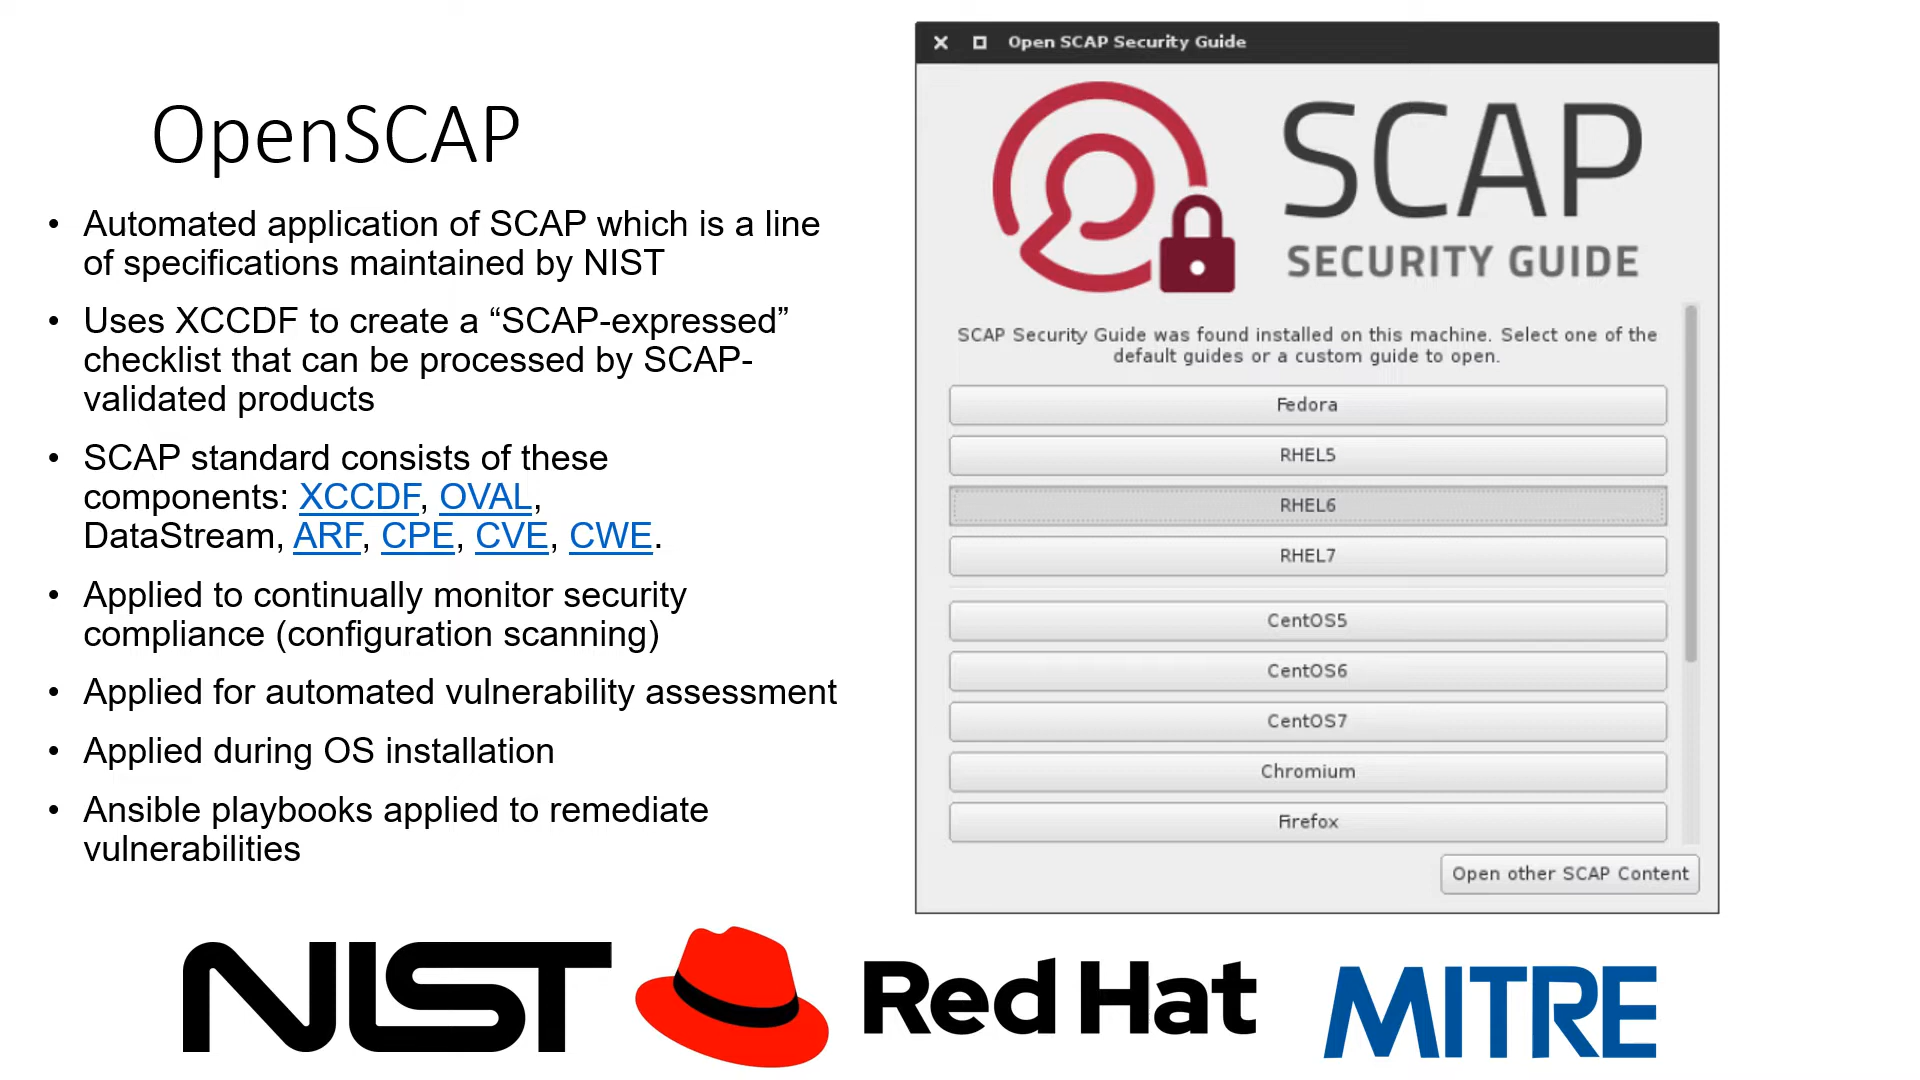 OpenSCAP
• Automated application of SCAP which is a line
of specifications maintained by NIST
• Uses XCCDF to create a “SCAP-expressed”
checklist that can be processed by SCAP-
validated products
• SCAP standard consists of these
components: XCCDF, OVAL,
DataStream, ARF, CPE, CVE, CWE.
• Applied to continually monitor security
compliance (configuration scanning)
• Applied for automated vulnerability assessment
• Applied during OS installation
• Ansible playbooks applied to remediate
vulnerabilities
Open SCAP Security Guide
SCAP
SECURITY GUIDE
SCAP Security Guide was found installed on this machine. Select one of the
default guides or a custom guide to open.
Fedora
RHEL5
RHEL6
RHEL7
CentOS5
CentOS6
CentOS7
Chromium
Firefox
Open other SCAP Content
NIST
Red Hat
MITRE